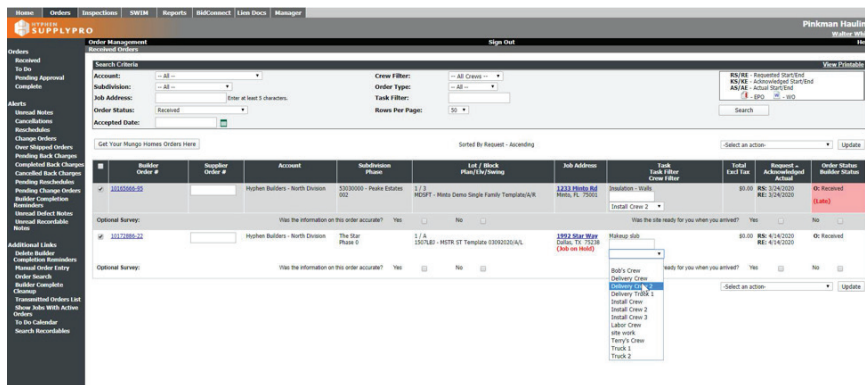 Home Orders Inspections SWIM Reports BidConnect Lien Docs Manager
HYPHEN
SUPPLYPRO
Pinkman Haulin
Walter Whi
Order Management Sign Out He
Received Orders
Orders
Received
To Do
Pending Approval
Complete
Alerts
Unread Notes
Cancellations
Reschedules
Change Orders
Over Shipped Orders
Pending Back Charges
Completed Back Charges
Cancelled Back Charges
Pending Reschedules
Pending Change Orders
Builder Completion
Reminders
Unread Defect Notes
Unread Recordable
Notes
Additional Links
Delete Builder
Completion Reminders
Manual Order Entry
Order Search
Builder Complete
Cleanup
Transmitted Orders List
Show Jobs With Active
Orders
To Do Calendar
Search Recordables
Search Criteria View Printable
Account: -- All --
Subdivision: -- All --
Job Address: Enter at least 5 characters.
Order Status: Received
Accepted Date:
Crew Filter: -- All Crews --
Order Type: -- All --
Task Filter:
Rows Per Page: 50
RS/RE - Requested Start/End
KS/KE - Acknowledged Start/End
AS/AE - Actual Start/End
- EPO - WO
Search
Get Your Mungo Homes Orders Here
Sorted By Request - Ascending
-Select an action- Update
Builder
Order #
Supplier
Order #
Account
Subdivision
Phase
Lot / Block
Plan/Elv/Swing
Job Address
Task
Task Filter
Crew Filter
Total
Excl Tax
Request
Acknowledged
Actual
Order Status
Builder Status
10165666-95
Hyphen Builders - North Division
53030000 - Peake Estates
002
1 / 3
MDSFT - Minto Demo Single Family Template/A/R
1233 Minto Rd
Minto, FL 75001
Insulation - Walls
Install Crew 2
$0.00
RS: 3/24/2020
RE: 3/24/2020
O: Received
(Late)
Optional Survey: Was the information on this order accurate? Yes No Was the site ready for you when you arrived? Yes No
10172886-22
Hyphen Builders - North Division
The Star
Phase 0
1 / A
1507LEJ - MSTR ST Template 03092020/A/L
1992 Star Way
Dallas, TX 75238
(Job on Hold)
Makeup slab
$0.00
RS: 4/14/2020
RE: 4/14/2020
O: Received
Optional Survey: Was the information on this order accurate? Yes No ready for you when you arrived? Yes No
Bob's Crew
Delivery Crew
Delivery Crew 2
Delivery Truck 1
Install Crew
Install Crew 2
Install Crew 3
Labor Crew
site work
Terry's Crew
Truck 1
Truck 2
-Select an action- Update